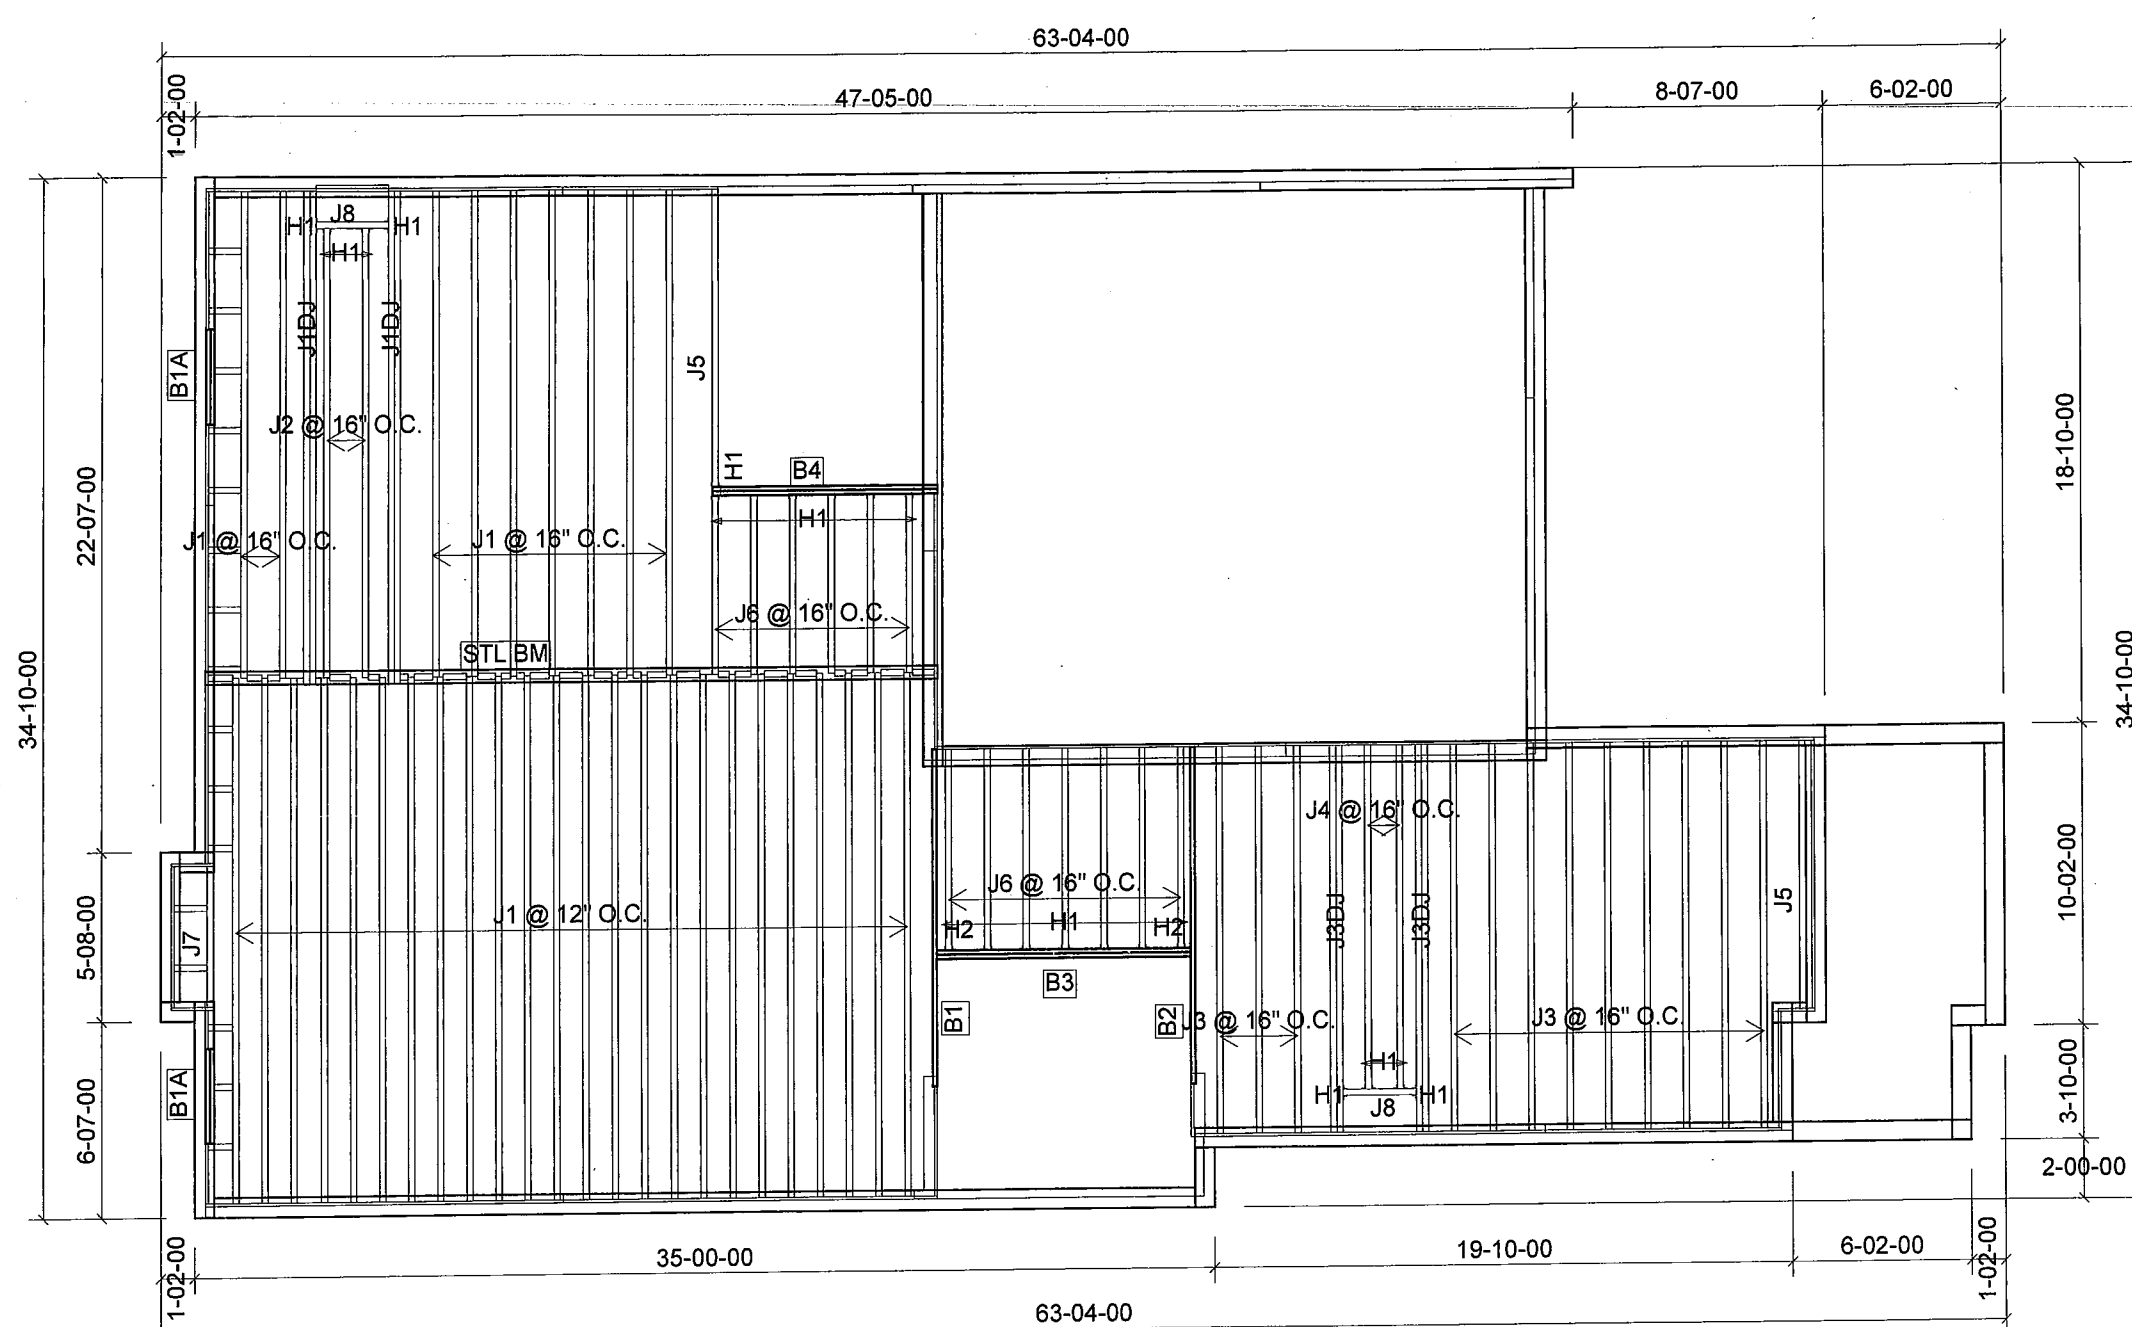 63-04-00
47-05-00
8-07-00
6-02-00
1-02-00
J8
H1
H1
H1
J1DJ
J1DJ
B1A
J5
J2 @ 16" O.C.
18-10-00
22-07-00
H1
B4
H1
J1 @ 16" O.C.
J1 @ 16" O.C.
J6 @ 16" O.C.
STL BM
34-10-00
34-10-00
J4 @ 16" O.C.
10-02-00
J6 @ 16" O.C.
J1 @ 12" O.C.
H2
H1
H2
J3DJ
J3DJ
J5
5-08-00
J7
B3
B1
B2
J3 @ 16" O.C.
J3 @ 16" O.C.
H1
B1A
H1
H1
J8
3-10-00
6-07-00
2-00-00
1-02-00
35-00-00
19-10-00
6-02-00
1-02-00
63-04-00